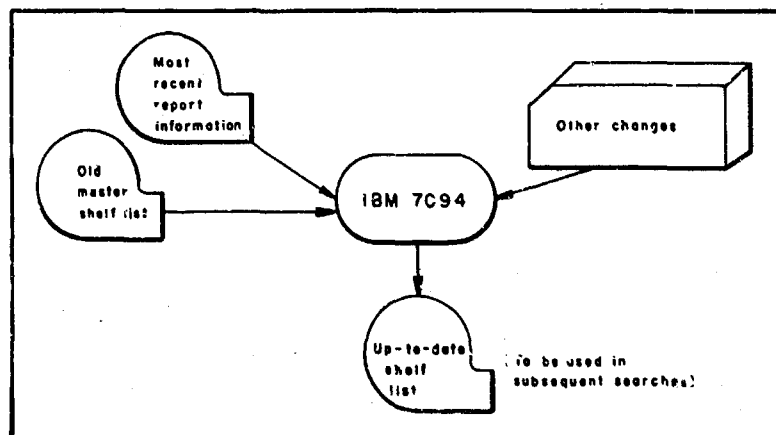 Most
recent
report
information
Other changes
Old
master
shelf list
IBM 7C94
Up-to-date
shelf
list
(To be used in
subsequent searches)